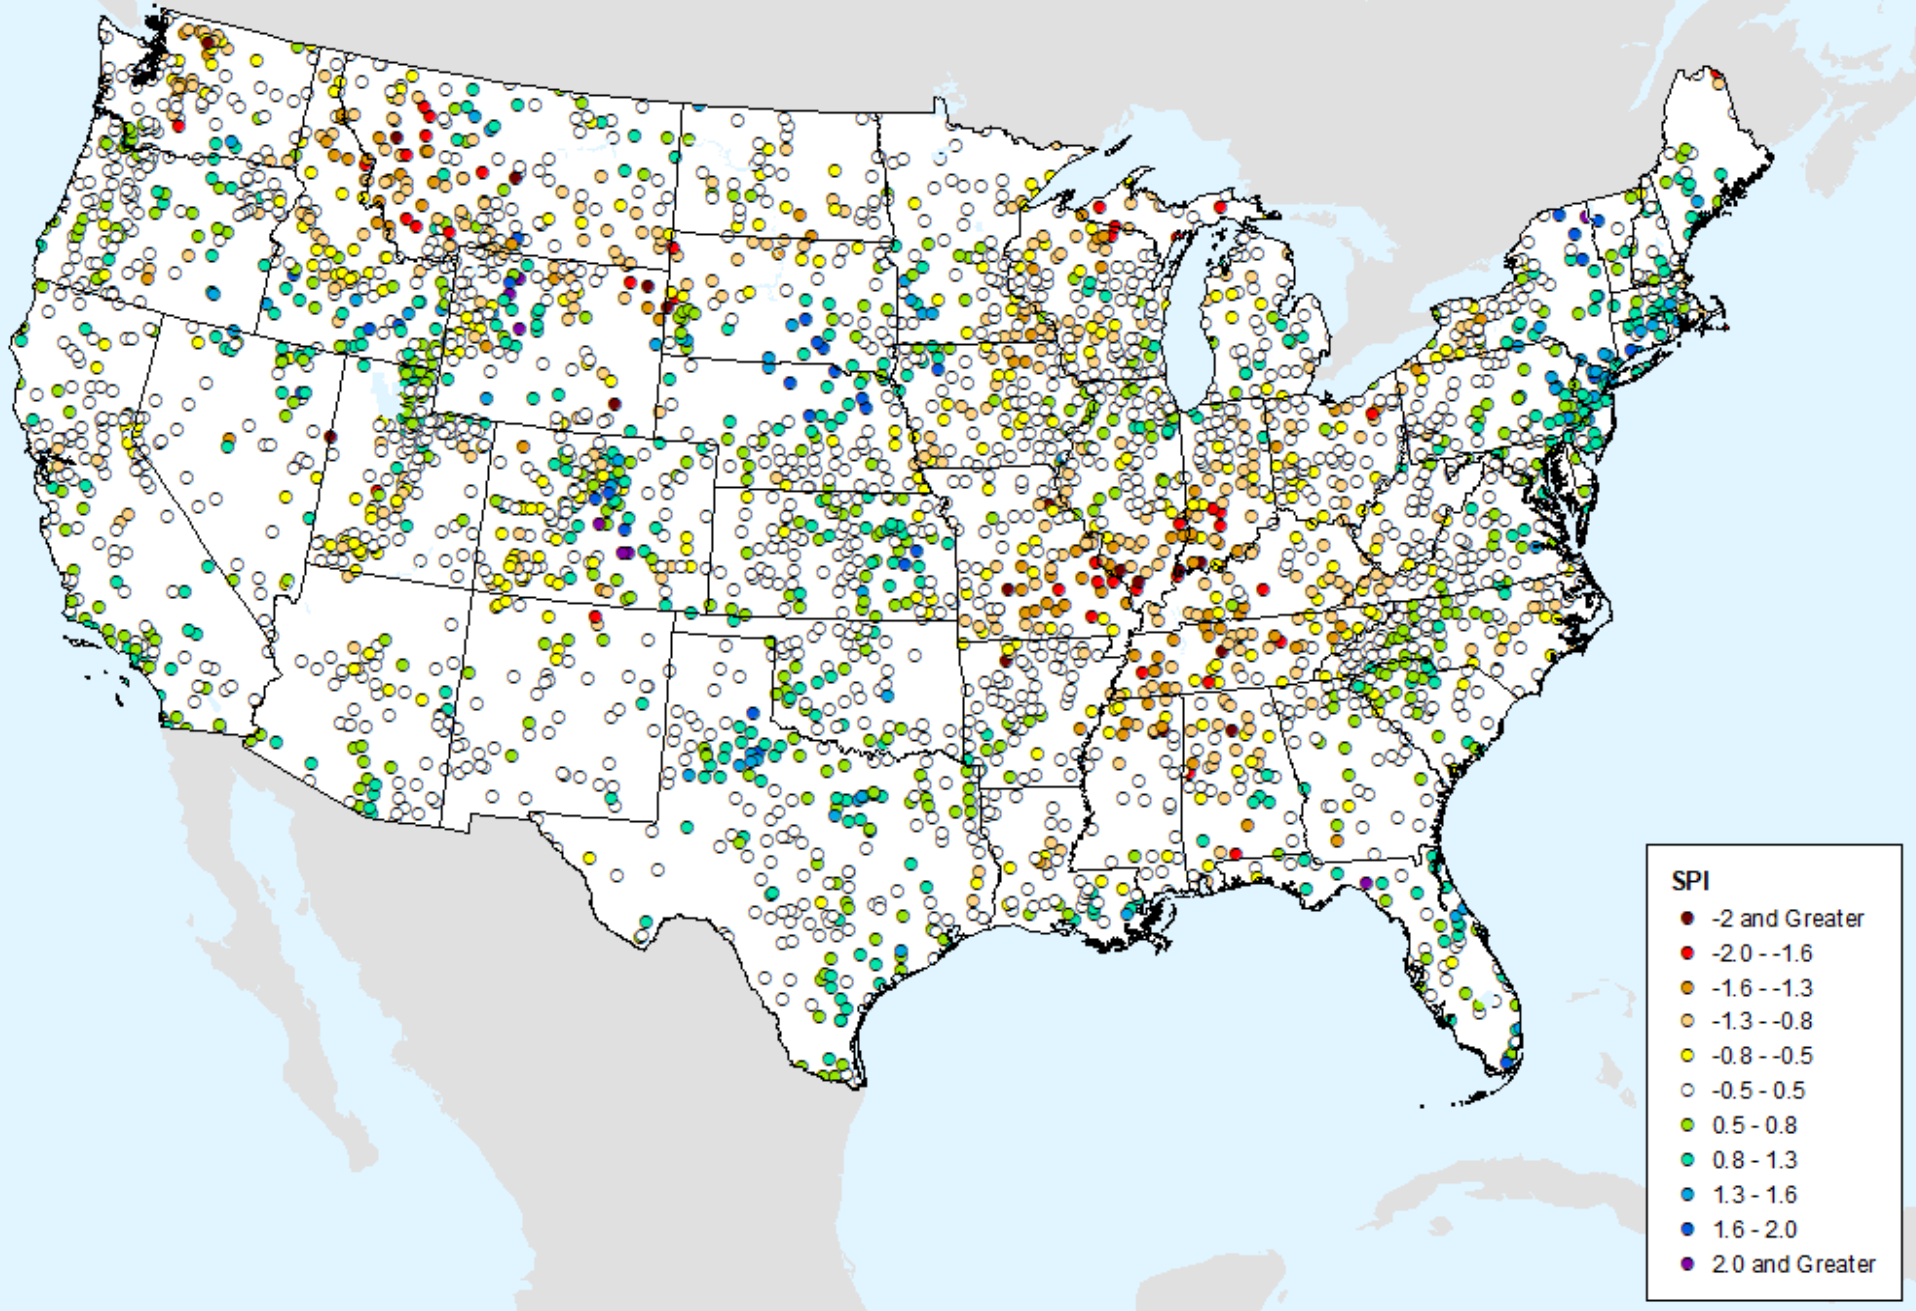 SPI
-2 and Greater
-2.0 - -1.6
-1.6 - -1.3
-1.3 - -0.8
-0.8 - -0.5
-0.5 - 0.5
0.5 - 0.8
0.8 - 1.3
1.3 - 1.6
1.6 - 2.0
2.0 and Greater